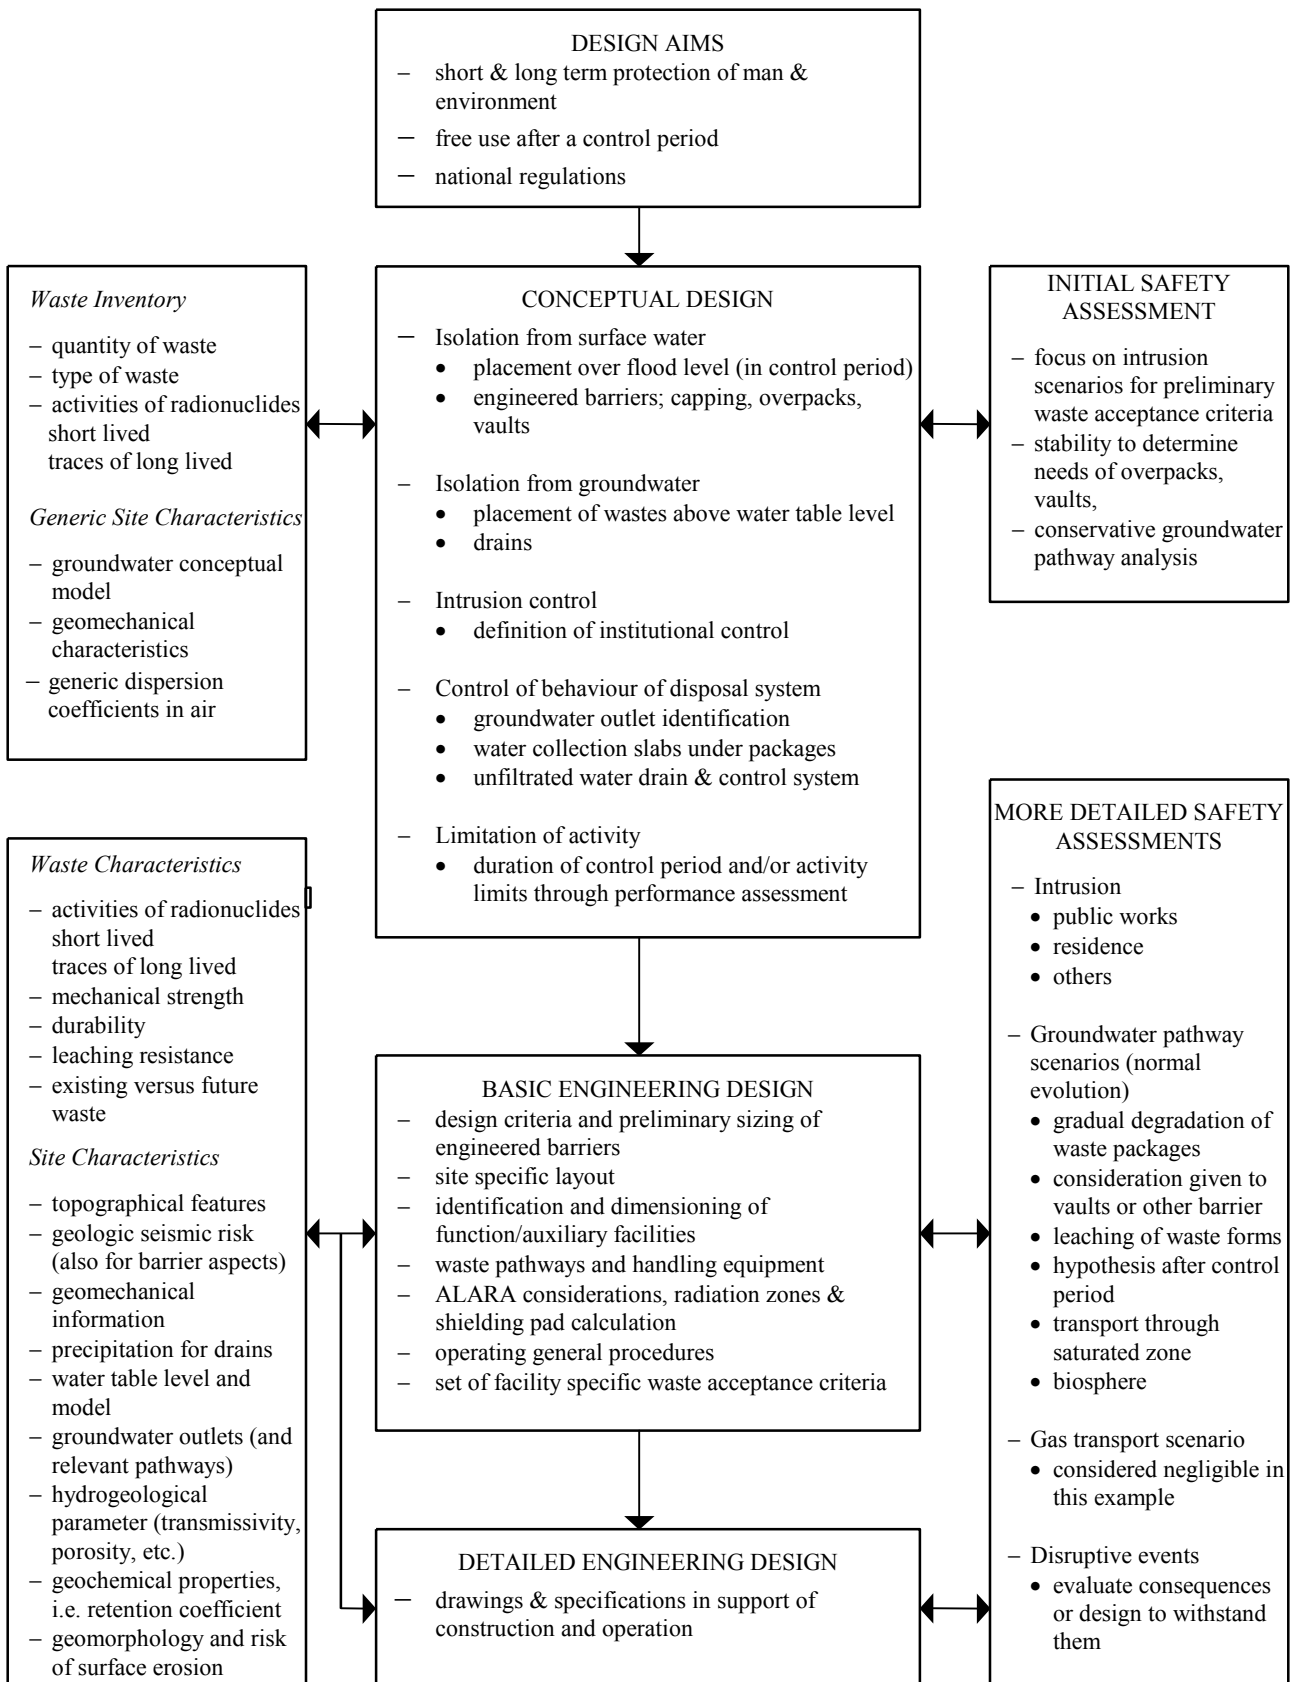 DESIGN AIMS
– short & long term protection of man &
environment
– free use after a control period
– national regulations
Waste Inventory
– quantity of waste
– type of waste
– activities of radionuclides
short lived
traces of long lived
Generic Site Characteristics
– groundwater conceptual
model
– geomechanical
characteristics
– generic dispersion
coefficients in air
CONCEPTUAL DESIGN
– Isolation from surface water
• placement over flood level (in control period)
• engineered barriers; capping, overpacks,
vaults
– Isolation from groundwater
• placement of wastes above water table level
• drains
– Intrusion control
• definition of institutional control
– Control of behaviour of disposal system
• groundwater outlet identification
• water collection slabs under packages
• unfiltrated water drain & control system
– Limitation of activity
• duration of control period and/or activity
limits through performance assessment
INITIAL SAFETY
ASSESSMENT
– focus on intrusion
scenarios for preliminary
waste acceptance criteria
– stability to determine
needs of overpacks,
vaults,
– conservative groundwater
pathway analysis
Waste Characteristics
– activities of radionuclides
short lived
traces of long lived
– mechanical strength
– durability
– leaching resistance
– existing versus future
waste
Site Characteristics
– topographical features
– geologic seismic risk
(also for barrier aspects)
– geomechanical
information
– precipitation for drains
– water table level and
model
– groundwater outlets (and
relevant pathways)
– hydrogeological
parameter (transmissivity,
porosity, etc.)
– geochemical properties,
i.e. retention coefficient
– geomorphology and risk
of surface erosion
BASIC ENGINEERING DESIGN
– design criteria and preliminary sizing of
engineered barriers
– site specific layout
– identification and dimensioning of
function/auxiliary facilities
– waste pathways and handling equipment
– ALARA considerations, radiation zones &
shielding pad calculation
– operating general procedures
– set of facility specific waste acceptance criteria
DETAILED ENGINEERING DESIGN
– drawings & specifications in support of
construction and operation
MORE DETAILED SAFETY
ASSESSMENTS
– Intrusion
• public works
• residence
• others
– Groundwater pathway
scenarios (normal
evolution)
• gradual degradation of
waste packages
• consideration given to
vaults or other barrier
• leaching of waste forms
• hypothesis after control
period
• transport through
saturated zone
• biosphere
– Gas transport scenario
• considered negligible in
this example
– Disruptive events
• evaluate consequences
or design to withstand
them